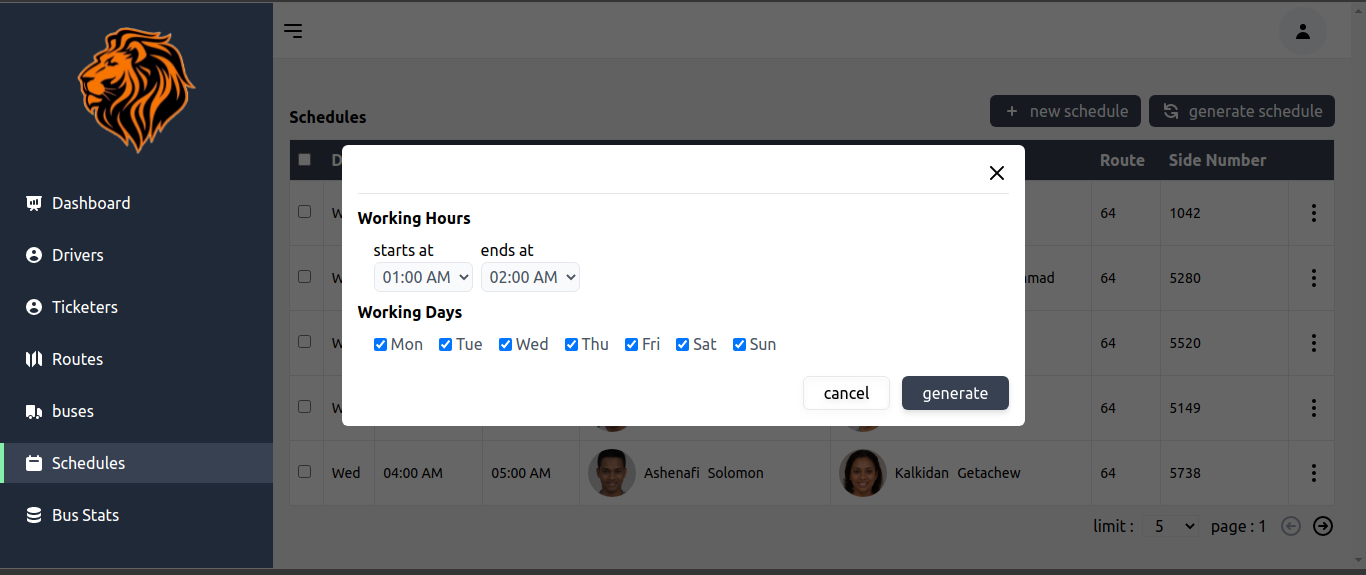 Dashboard
Drivers
Ticketers
Routes
buses
Schedules
Bus Stats
Schedules
+ new schedule
generate schedule
Route Side Number
Working Hours
starts at ends at
01:00 AM 02:00 AM
Working Days
Mon Tue Wed Thu Fri Sat Sun
cancel generate
64 1042
64 5280
64 5520
64 5149
Wed 04:00 AM 05:00 AM Ashenafi Solomon Kalkidan Getachew 64 5738
limit : 5 page : 1